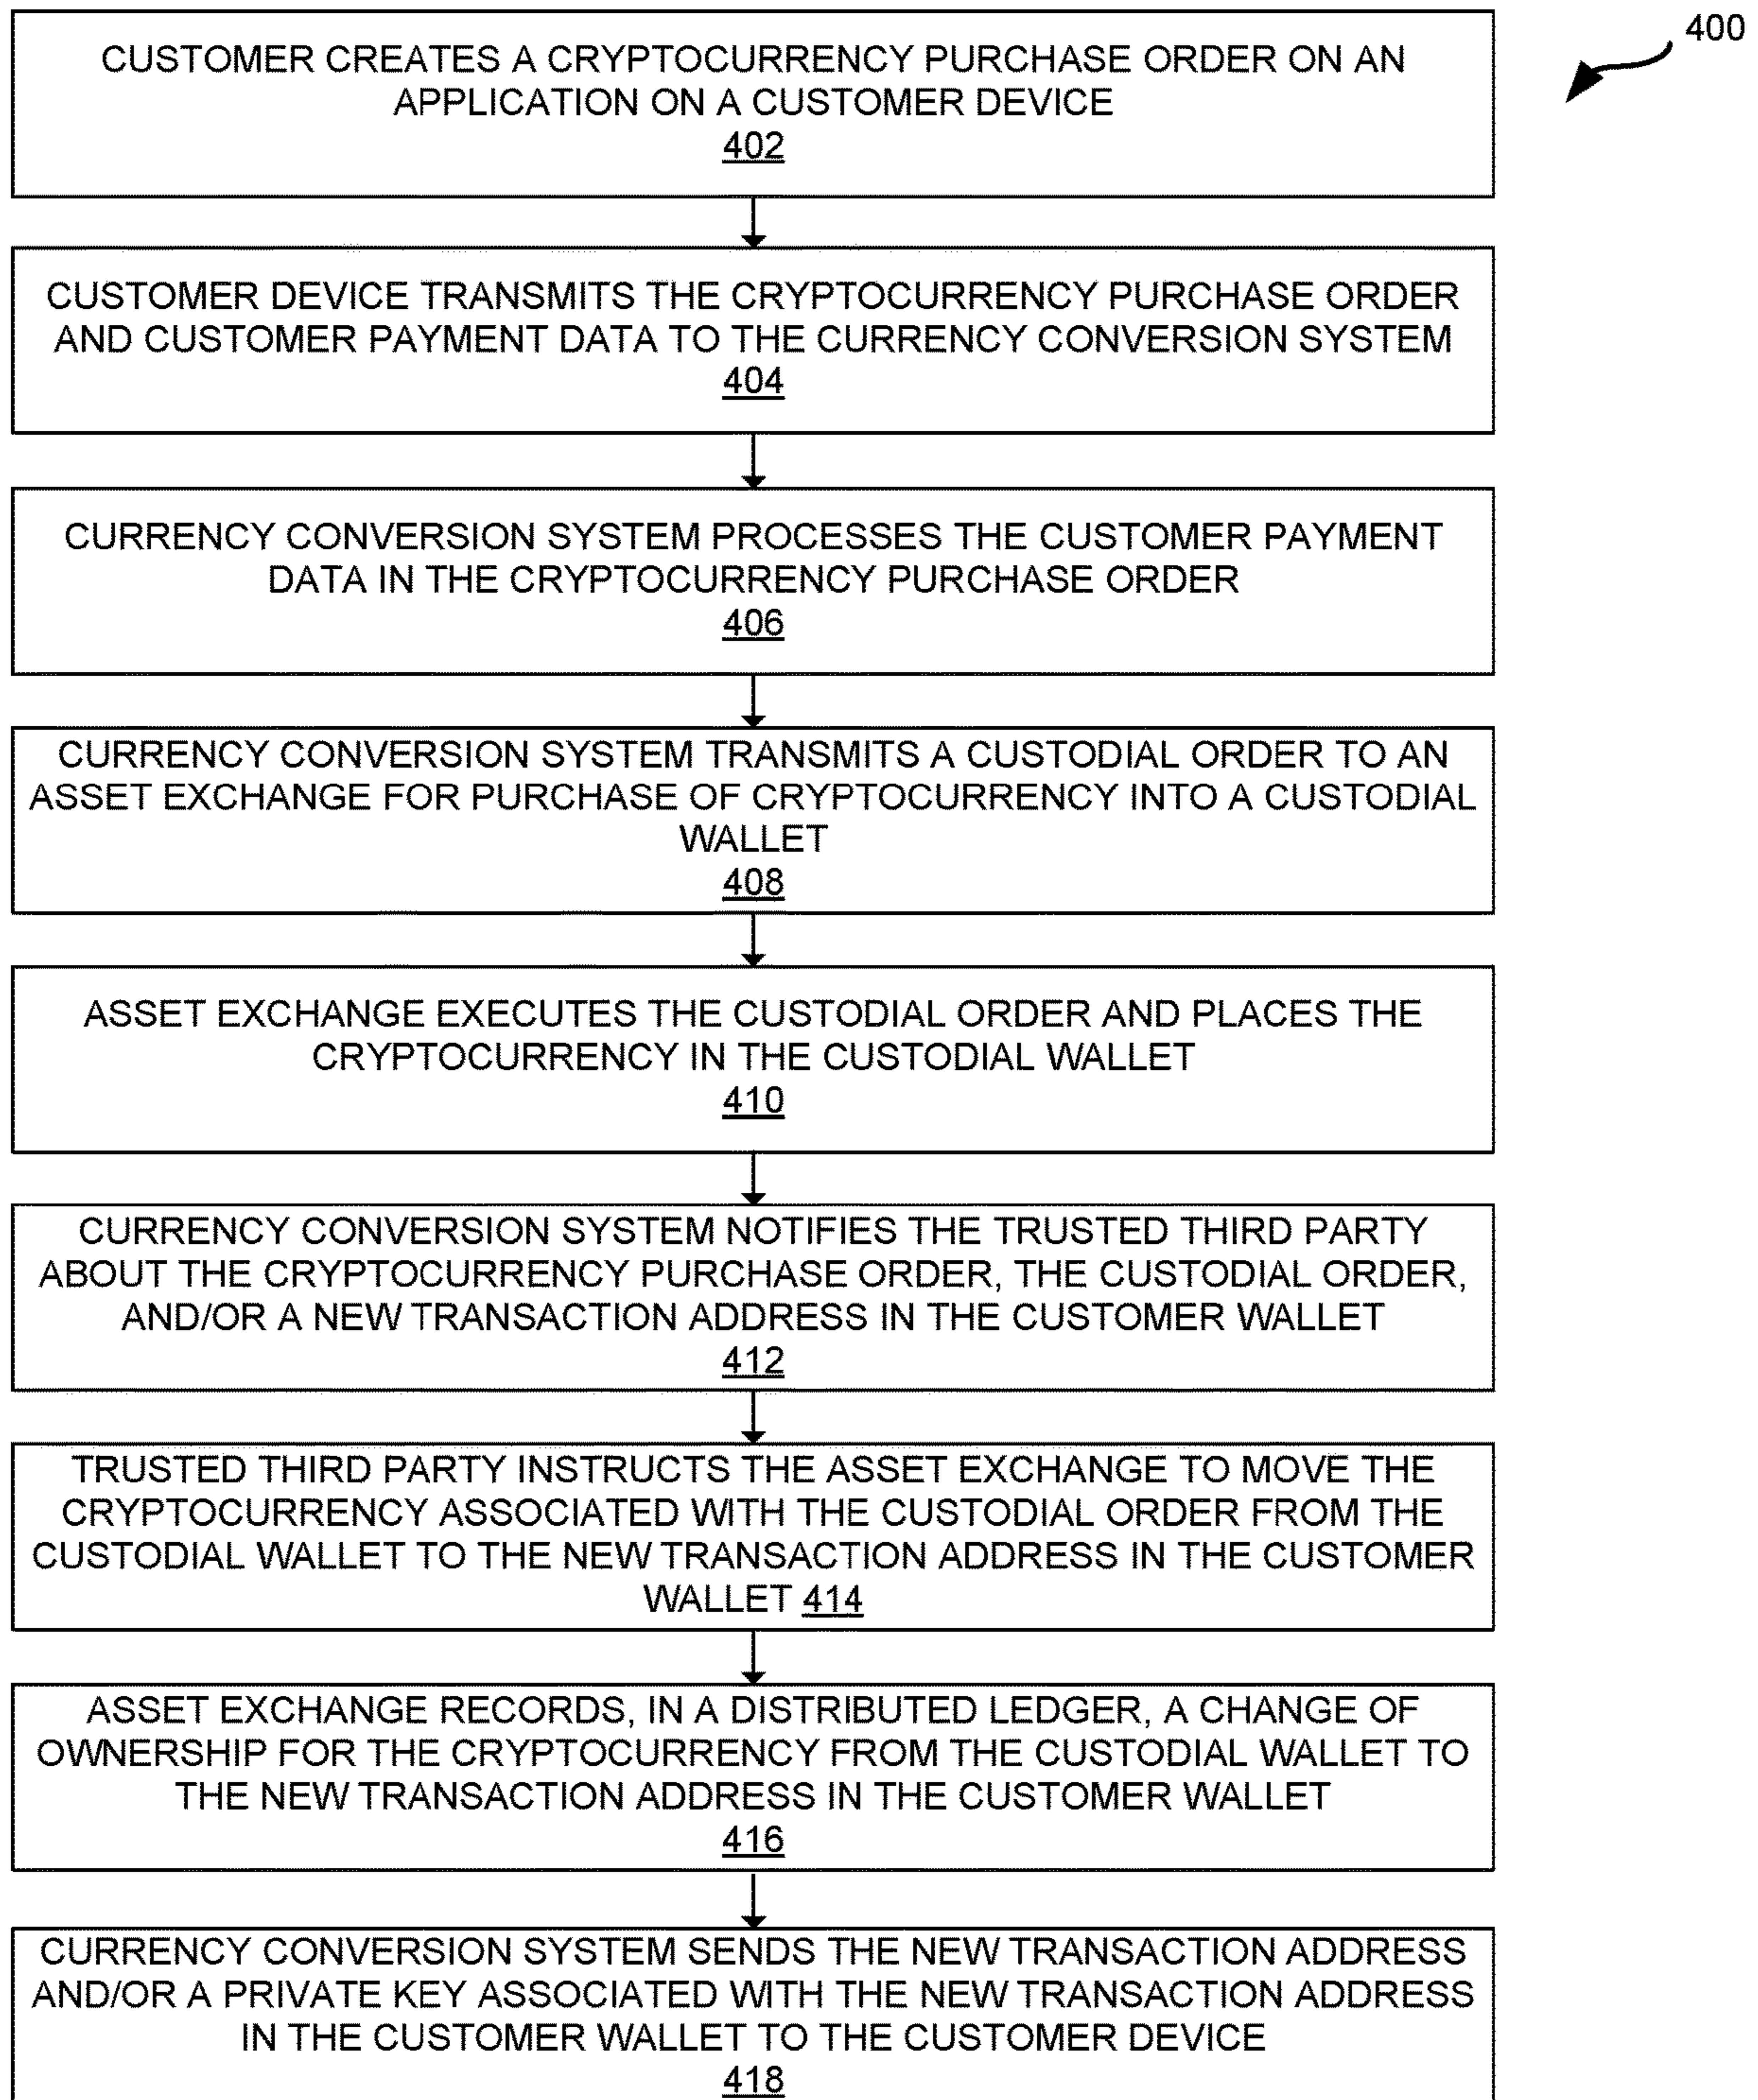 400
CUSTOMER CREATES A CRYPTOCURRENCY PURCHASE ORDER ON AN
APPLICATION ON A CUSTOMER DEVICE
402
CUSTOMER DEVICE TRANSMITS THE CRYPTOCURRENCY PURCHASE ORDER
AND CUSTOMER PAYMENT DATA TO THE CURRENCY CONVERSION SYSTEM
404
CURRENCY CONVERSION SYSTEM PROCESSES THE CUSTOMER PAYMENT
DATA IN THE CRYPTOCURRENCY PURCHASE ORDER
406
CURRENCY CONVERSION SYSTEM TRANSMITS A CUSTODIAL ORDER TO AN
ASSET EXCHANGE FOR PURCHASE OF CRYPTOCURRENCY INTO A CUSTODIAL
WALLET
408
ASSET EXCHANGE EXECUTES THE CUSTODIAL ORDER AND PLACES THE
CRYPTOCURRENCY IN THE CUSTODIAL WALLET
410
CURRENCY CONVERSION SYSTEM NOTIFIES THE TRUSTED THIRD PARTY
ABOUT THE CRYPTOCURRENCY PURCHASE ORDER, THE CUSTODIAL ORDER,
AND/OR A NEW TRANSACTION ADDRESS IN THE CUSTOMER WALLET
412
TRUSTED THIRD PARTY INSTRUCTS THE ASSET EXCHANGE TO MOVE THE
CRYPTOCURRENCY ASSOCIATED WITH THE CUSTODIAL ORDER FROM THE
CUSTODIAL WALLET TO THE NEW TRANSACTION ADDRESS IN THE CUSTOMER
WALLET 414
ASSET EXCHANGE RECORDS, IN A DISTRIBUTED LEDGER, A CHANGE OF
OWNERSHIP FOR THE CRYPTOCURRENCY FROM THE CUSTODIAL WALLET TO
THE NEW TRANSACTION ADDRESS IN THE CUSTOMER WALLET
416
CURRENCY CONVERSION SYSTEM SENDS THE NEW TRANSACTION ADDRESS
AND/OR A PRIVATE KEY ASSOCIATED WITH THE NEW TRANSACTION ADDRESS
IN THE CUSTOMER WALLET TO THE CUSTOMER DEVICE
418